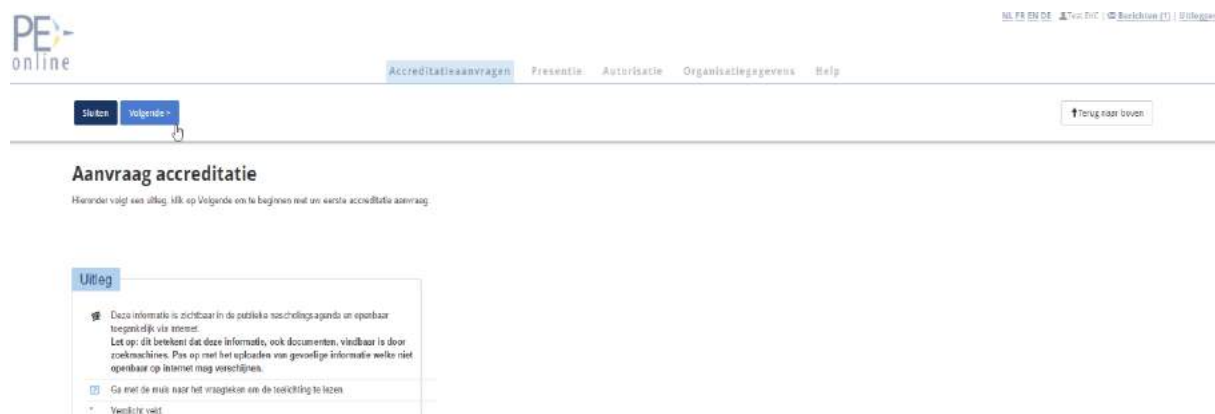 PE-
online
NL FR EN DE Test EvC | Berichten (1) | Uitloggen
Accreditatieaanvragen Presentie Autorisatie Organisatiegegevens Help
Sluiten Volgende > Terug naar boven
Aanvraag accreditatie
Hieronder volgt een uitleg, klik op Volgende om te beginnen met uw eerste accreditatie aanvraag.
Uitleg
Deze informatie is zichtbaar in de publieke nascholingsagenda en openbaar
toegankelijk via internet.
Let op: dit betekent dat deze informatie, ook documenten, vindbaar is door
zoekmachines. Pas op met het uploaden van gevoelige informatie welke niet
openbaar op internet mag verschijnen.
Ga met de muis naar het vraagteken om de toelichting te lezen
* Verplicht veld